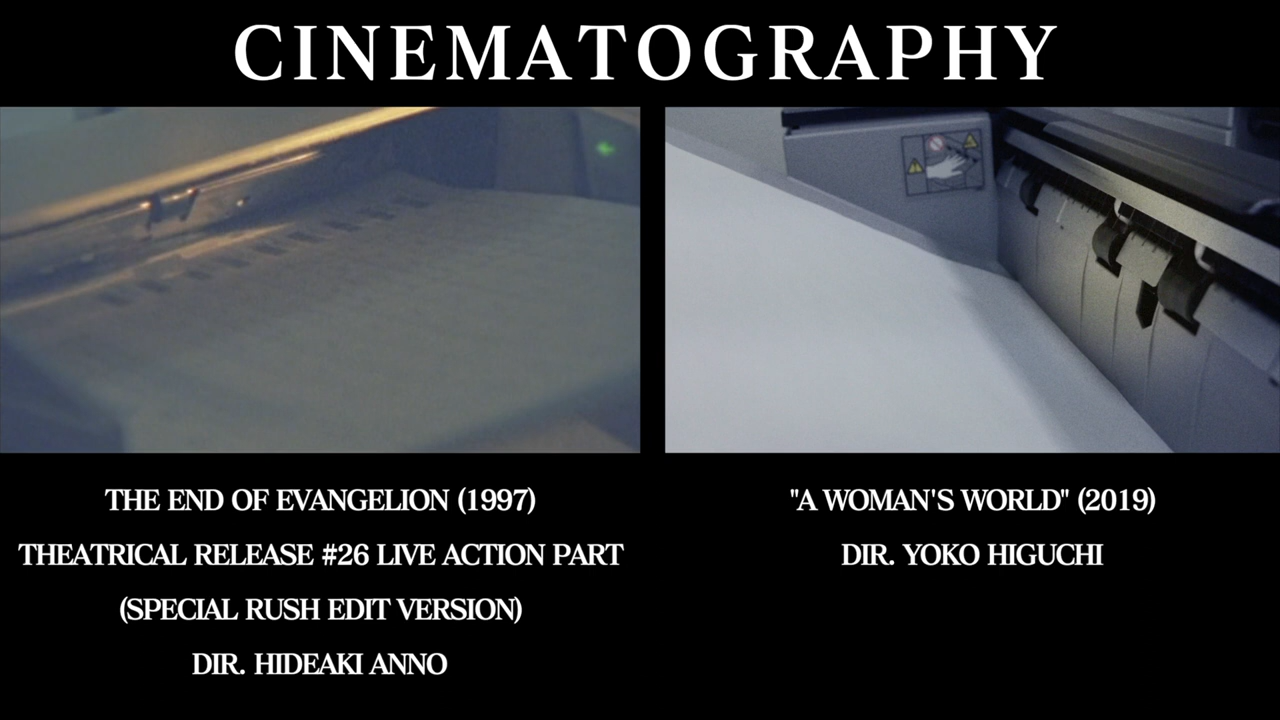 CINEMATOGRAPHY
THE END OF EVANGELION (1997)
THEATRICAL RELEASE #26 LIVE ACTION PART
(SPECIAL RUSH EDIT VERSION)
DIR. HIDEAKI ANNO
"A WOMAN'S WORLD" (2019)
DIR. YOKO HIGUCHI